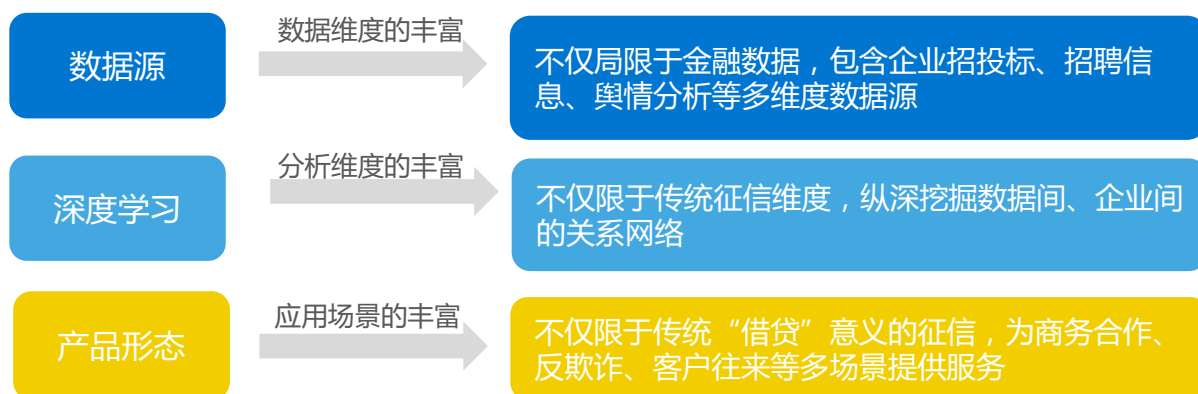 数据源
数据维度的丰富
不仅局限于金融数据，包含企业招投标、招聘信
息、舆情分析等多维度数据源
深度学习
分析维度的丰富
不仅限于传统征信维度，纵深挖掘数据间、企业间
的关系网络
产品形态
应用场景的丰富
不仅限于传统“借贷”意义的征信，为商务合作、
反欺诈、客户往来等多场景提供服务